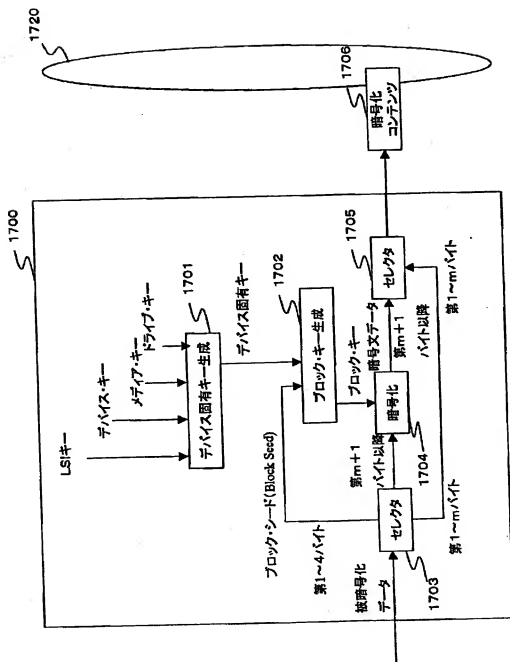 1700
1720
LSIキー
デバイス・キー
メディア・キー
ドライブ・キー
1701
デバイス固有キー生成
デバイス固有キー
1702
ブロック・キー生成
ブロック・シード(Block Seed)
第1～4バイト
ブロック・キー
被暗号化
データ
セレクタ
1703
第m+1
バイト以降
暗号化
1704
暗号文データ
第m+1
バイト以降
セレクタ
1705
第1～mバイト
第1～mバイト
暗号化
コンテンツ
1706